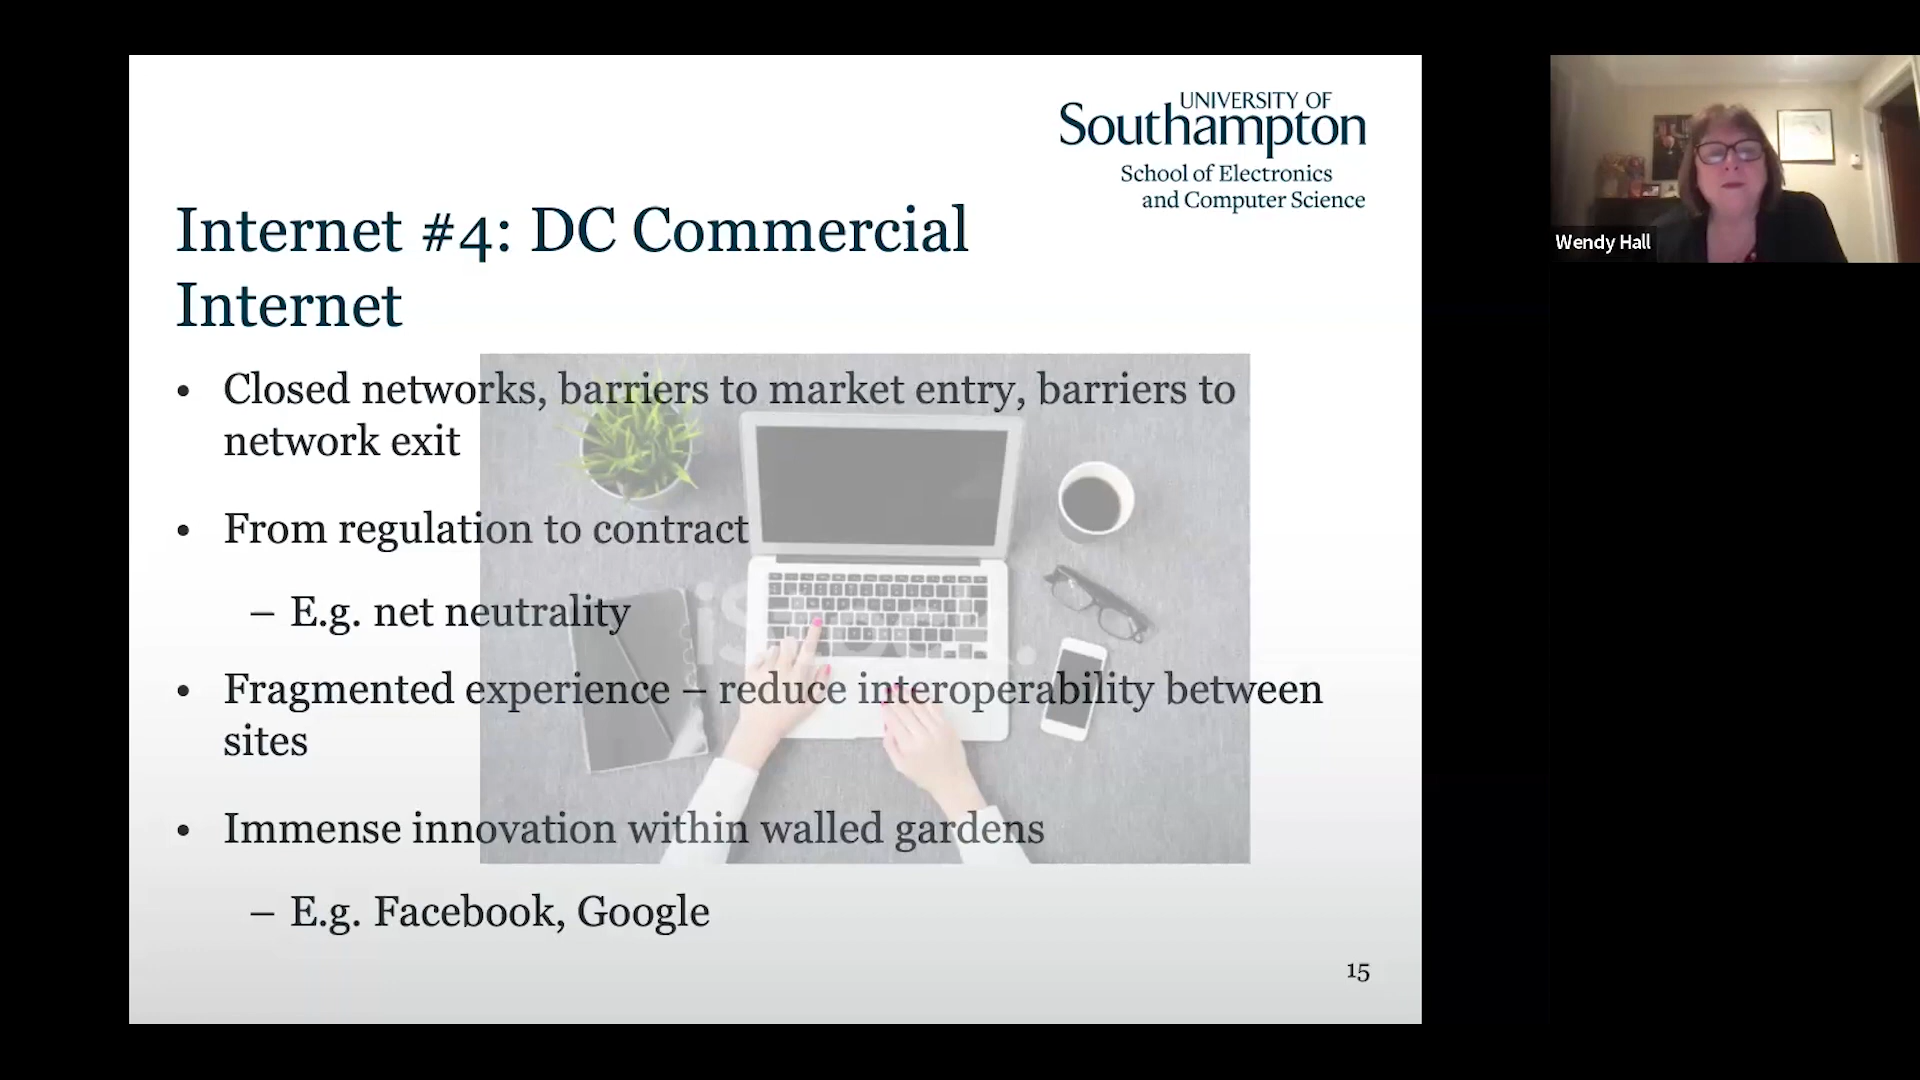 UNIVERSITY OF
Southampton
School of Electronics
and Computer Science
Wendy Hall
Internet #4: DC Commercial
Internet
• Closed networks, barriers to market entry, barriers to
network exit
• From regulation to contract
– E.g. net neutrality
• Fragmented experience – reduce interoperability between
sites
• Immense innovation within walled gardens
– E.g. Facebook, Google
15